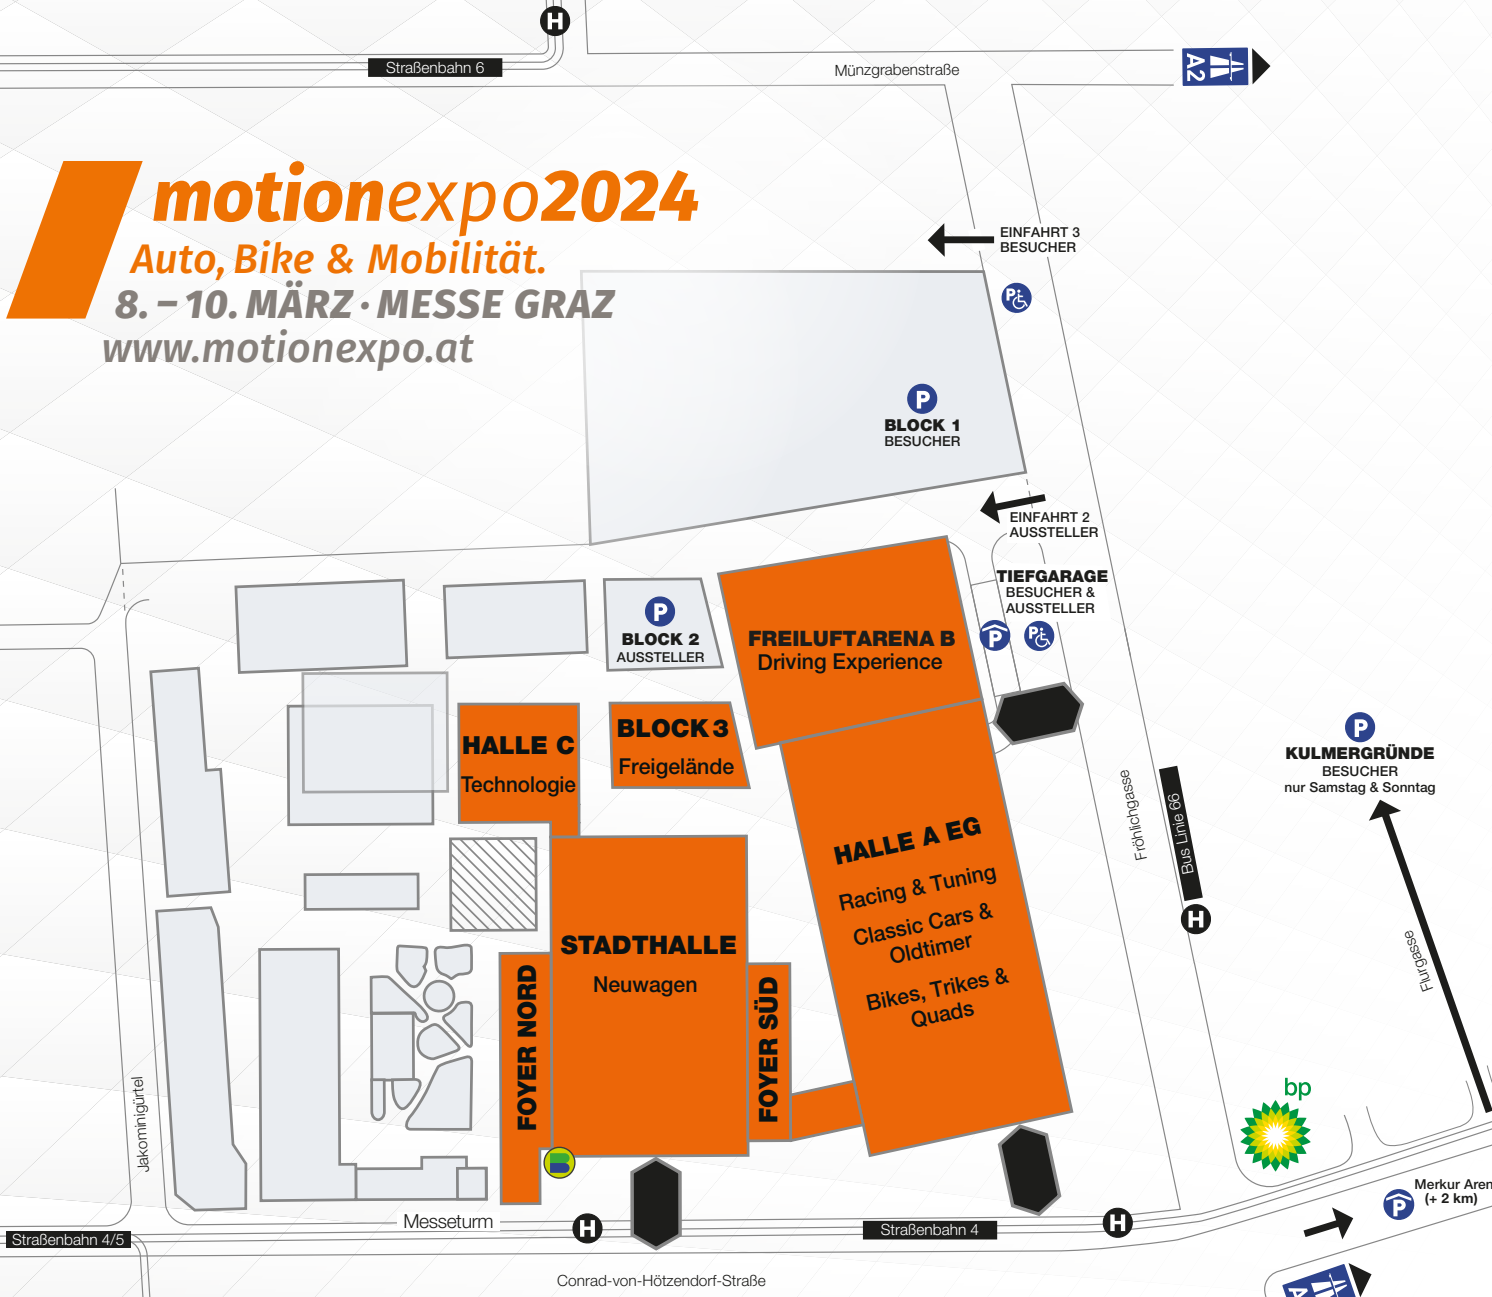 H
Straßenbahn 6
Münzgrabenstraße
A2
motionexpo2024
Auto, Bike & Mobilität.
8. – 10. MÄRZ · MESSE GRAZ
www.motionexpo.at
EINFAHRT 3
BESUCHER
P
P
BLOCK 1
BESUCHER
EINFAHRT 2
AUSSTELLER
TIEFGARAGE
BESUCHER &
AUSSTELLER
P
P
P
BLOCK 2
AUSSTELLER
FREILUFTARENA B
Driving Experience
HALLE C
Technologie
BLOCK 3
Freigelände
P
KULMERGRÜNDE
BESUCHER
nur Samstag & Sonntag
Fröhlichgasse
Bus Linie 66
H
HALLE A EG
Racing & Tuning
Classic Cars &
Oldtimer
Bikes, Trikes &
Quads
STADTHALLE
Neuwagen
FOYER NORD
FOYER SÜD
Flurgasse
Jakominigürtel
bp
B
P
Merkur Aren
(+ 2 km)
Messeturm
H
Straßenbahn 4
H
Straßenbahn 4/5
Conrad-von-Hötzendorf-Straße